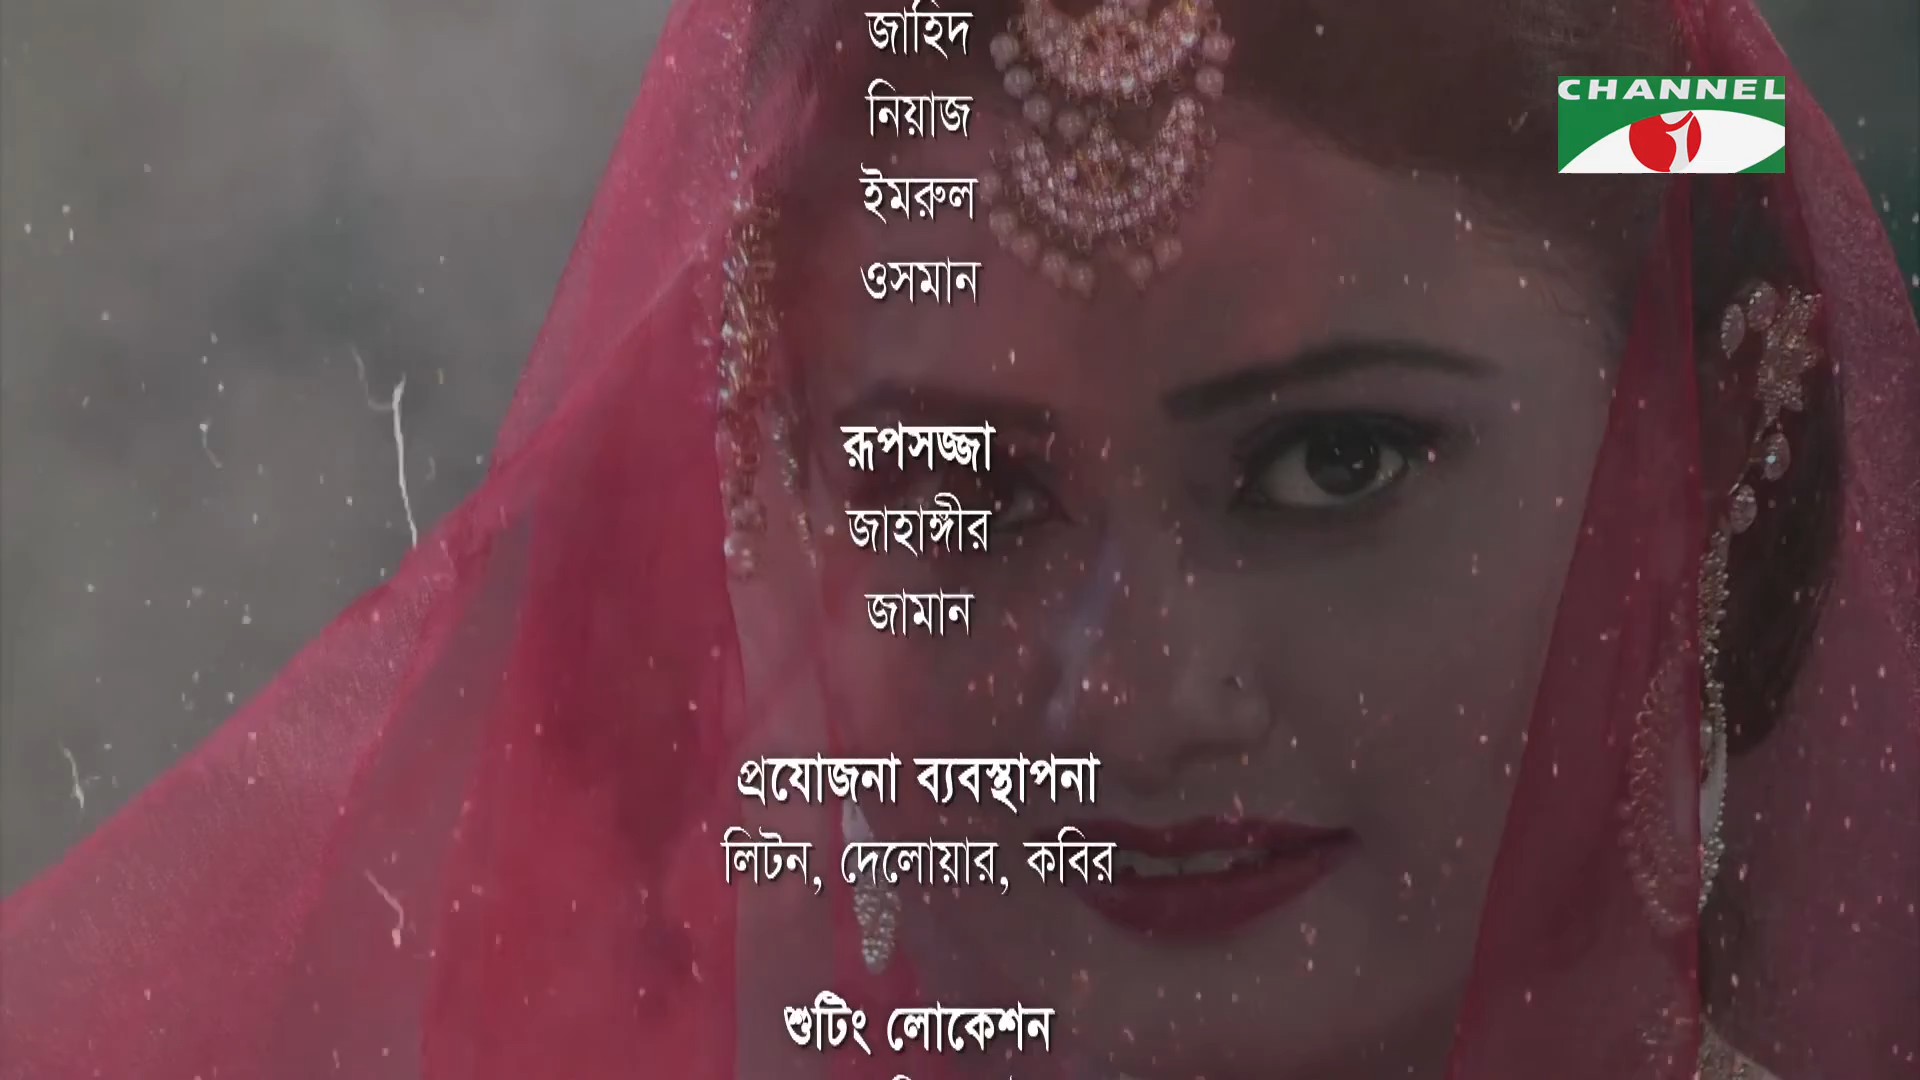 জাহিদ
CHANNEL
নিয়াজ
ইমরুল
ওসমান
রূপসজ্জা
জাহাঙ্গীর
জামান
প্রযোজনা ব্যবস্থাপনা
লিটন, দেলোয়ার, কবির
শুটিং লোকেশন